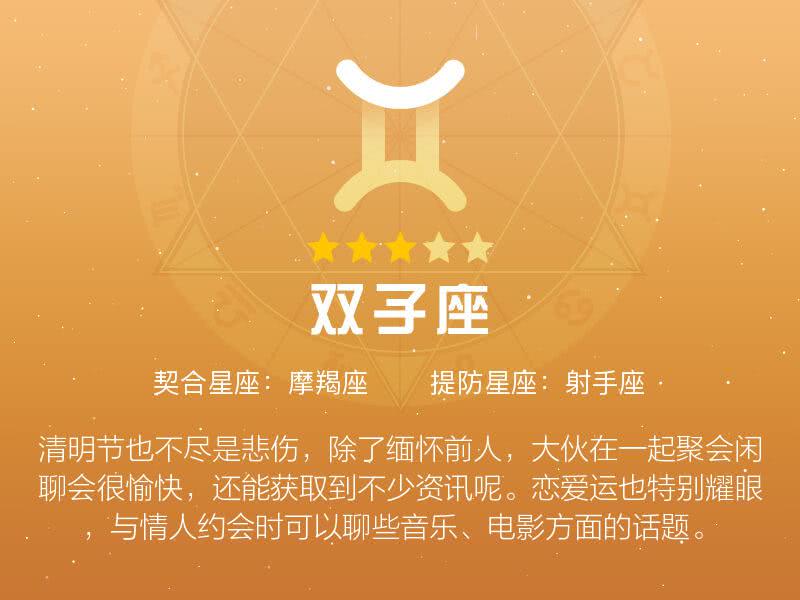 双子座
契合星座：摩羯座 提防星座：射手座
清明节也不尽是悲伤，除了缅怀前人，大伙在一起聚会闲
聊会很愉快，还能获取到不少资讯呢。恋爱运也特别耀眼
，与情人约会时可以聊些音乐、电影方面的话题。